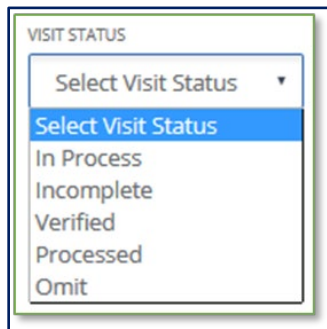 VISIT STATUS
Select Visit Status
Select Visit Status
In Process
Incomplete
Verified
Processed
Omit